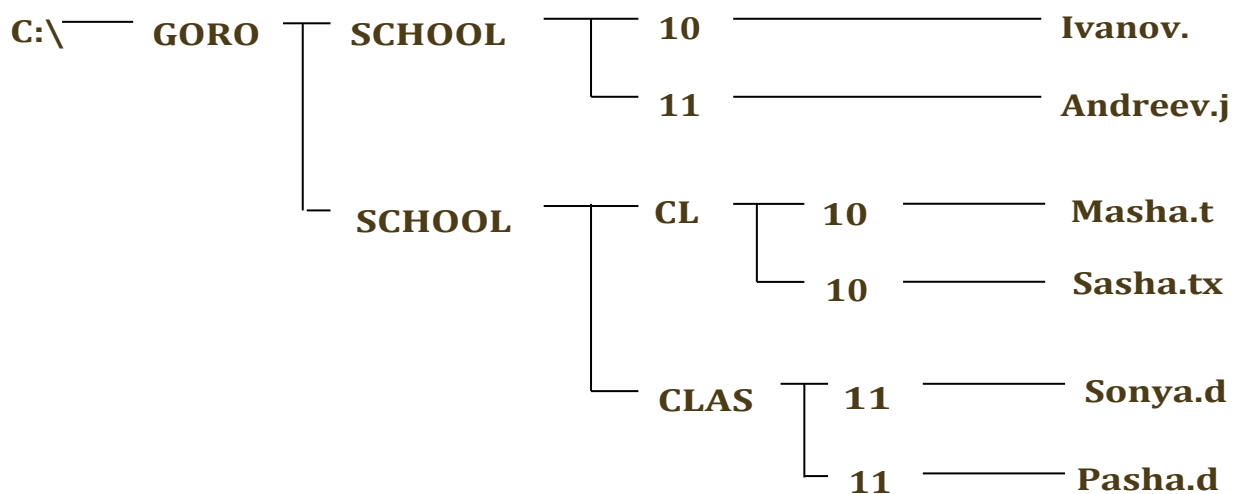 C:\ GORO SCHOOL 10 Ivanov.
11 Andreev.j
SCHOOL CL 10 Masha.t
10 Sasha.tx
CLAS 11 Sonya.d
11 Pasha.d